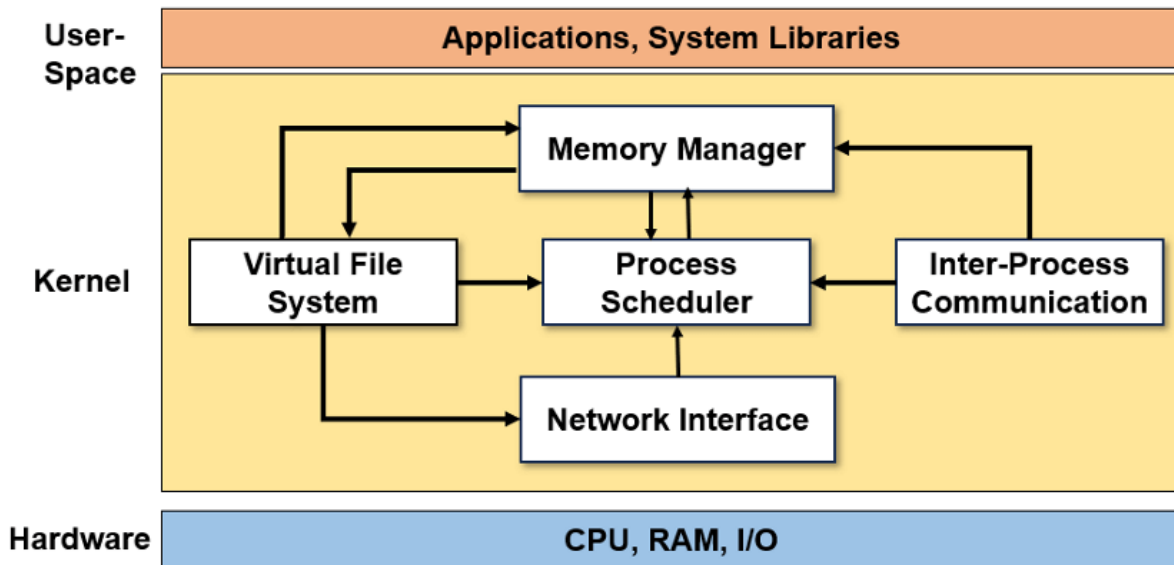 User-
Space
Applications, System Libraries
Memory Manager
Kernel
Virtual File
System
Process
Scheduler
Inter-Process
Communication
Network Interface
Hardware
CPU, RAM, I/O